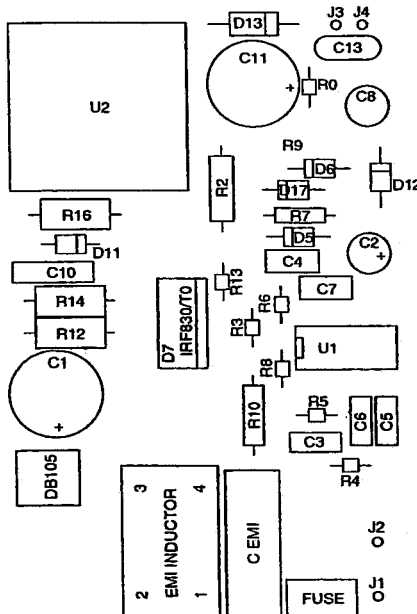 D13
J3 J4
C11
C13
+
R0
U2
C8
R9
D6
R2
D17
D12
R16
R7
D11
D5
C2
+
C10
C4
R13
C7
R14
R6
D7
IRF830/T0
R3
R12
U1
C1
R8
+
R10
R5
C6
C5
C3
DB105
R4
3
4
EMI INDUCTOR
2
1
C EMI
J2
J1
FUSE